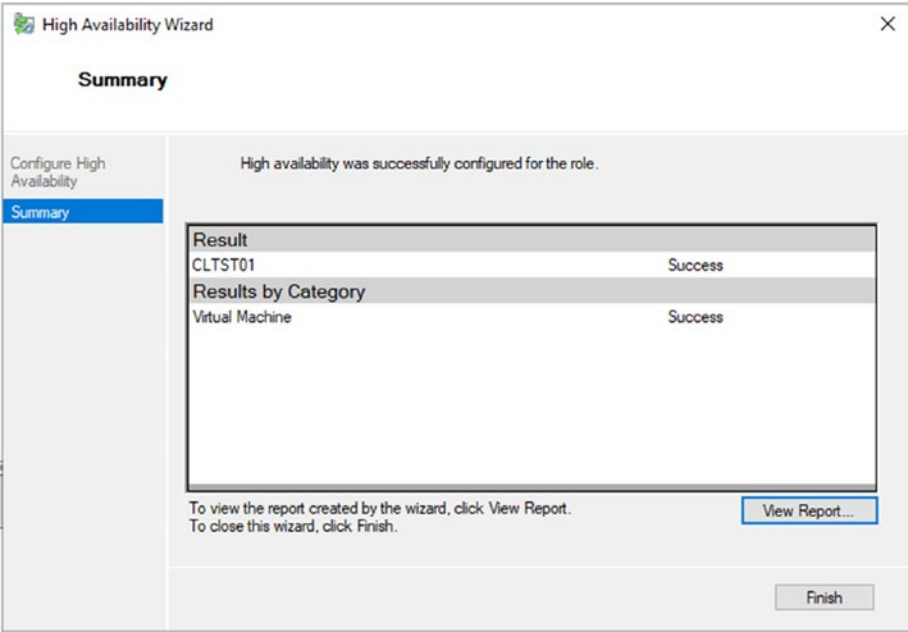 High Availability Wizard
Summary
Configure High
Availability
Summary
High availability was successfully configured for the role.
Result
CLTST01 Success
Results by Category
Virtual Machine Success
To view the report created by the wizard, click View Report.
To close this wizard, click Finish.
View Report...
Finish